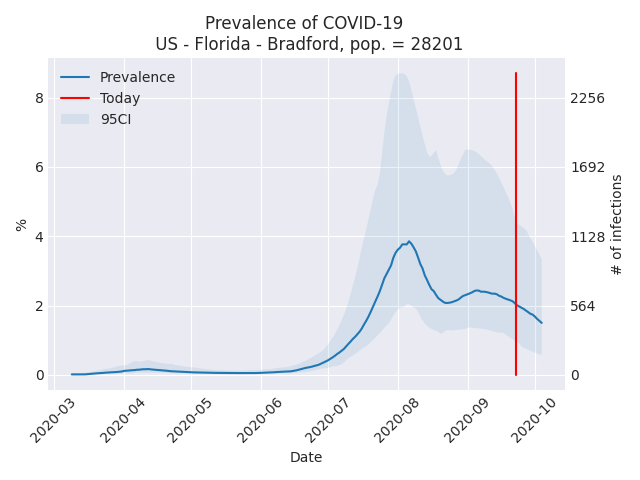 Prevalence of COVID-19
US - Florida - Bradford, pop. = 28201
Prevalence
Today
95CI
8
6
4
2
0
%
2256
1692
1128
564
0
# of infections
2020-03
2020-04
2020-05
2020-06
2020-07
2020-08
2020-09
2020-10
Date